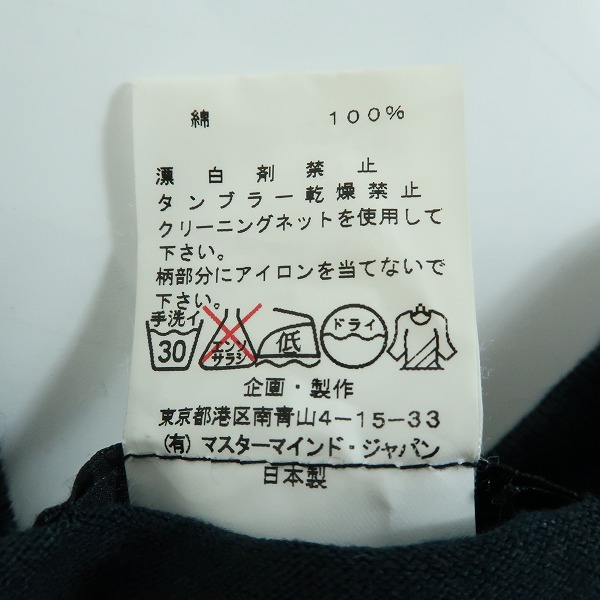 綿 100%
漂白剤禁止
タンブラー乾燥禁止
クリーニングネットを使用して
下さい。
柄部分にアイロンを当てないで
下さい。
手洗イ
30 エンソ 低 ドライ
サラシ
企画・製作
東京都港区南青山4-15-33
(有)マスターマインド・ジャパン
日本製